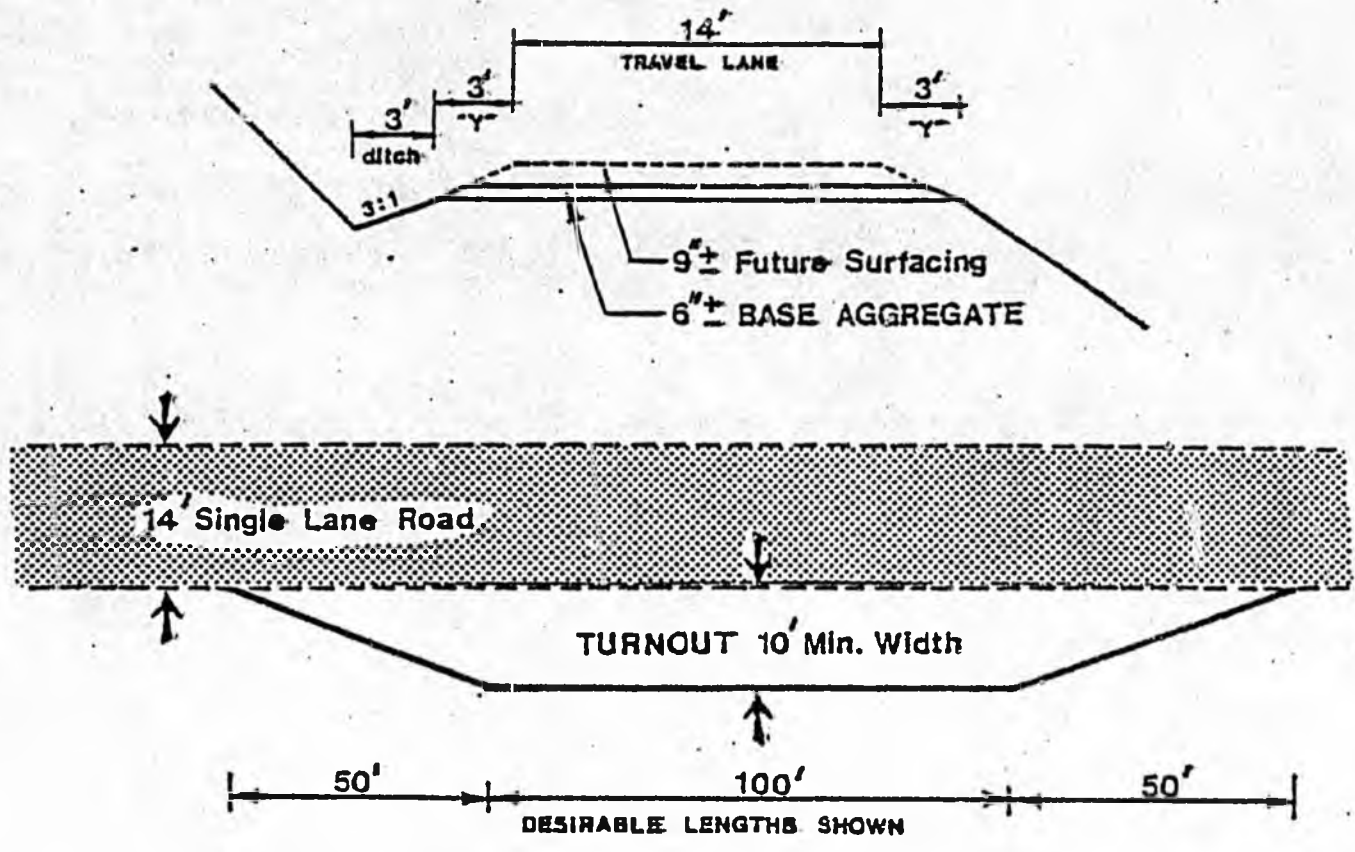 14'
TRAVEL LANE
3'
"Y"
3'
"Y"
3'
ditch
3:1
9"± Future Surfacing
6"± BASE AGGREGATE
14' Single Lane Road
TURNOUT 10' Min. Width
50'
100'
50'
DESIRABLE LENGTHS SHOWN